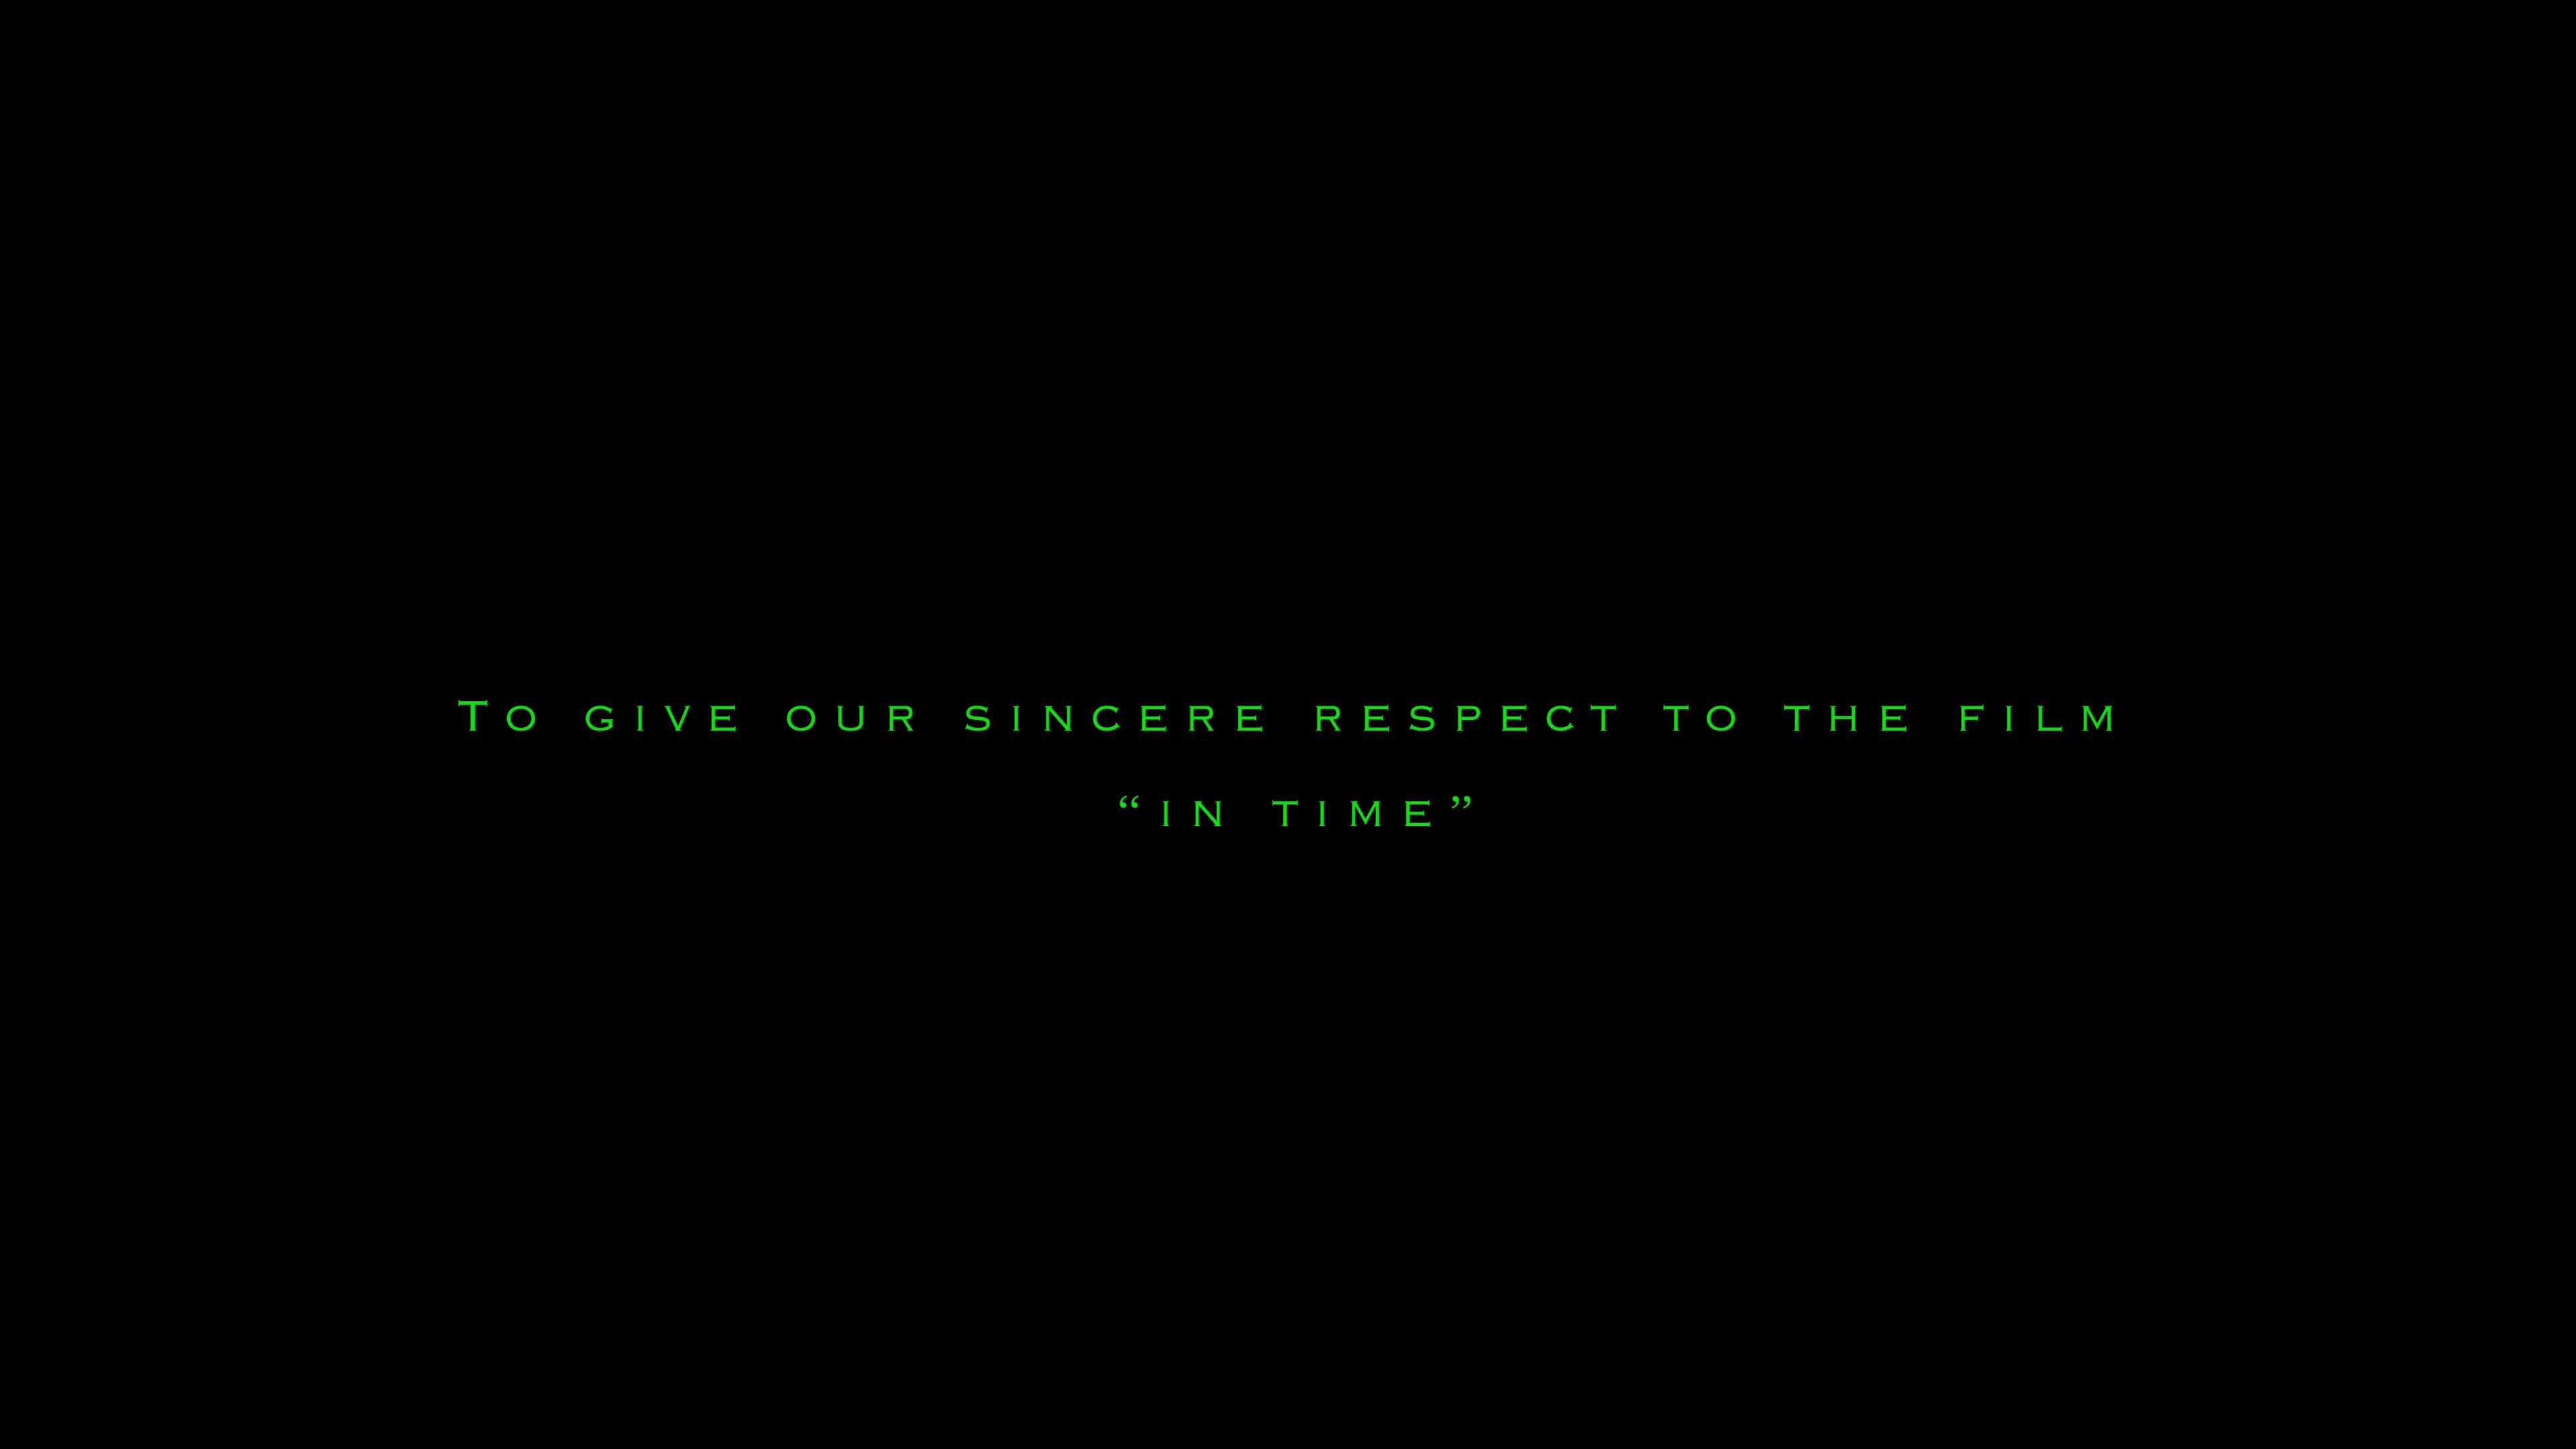 To give our sincere respect to the film
“in time”